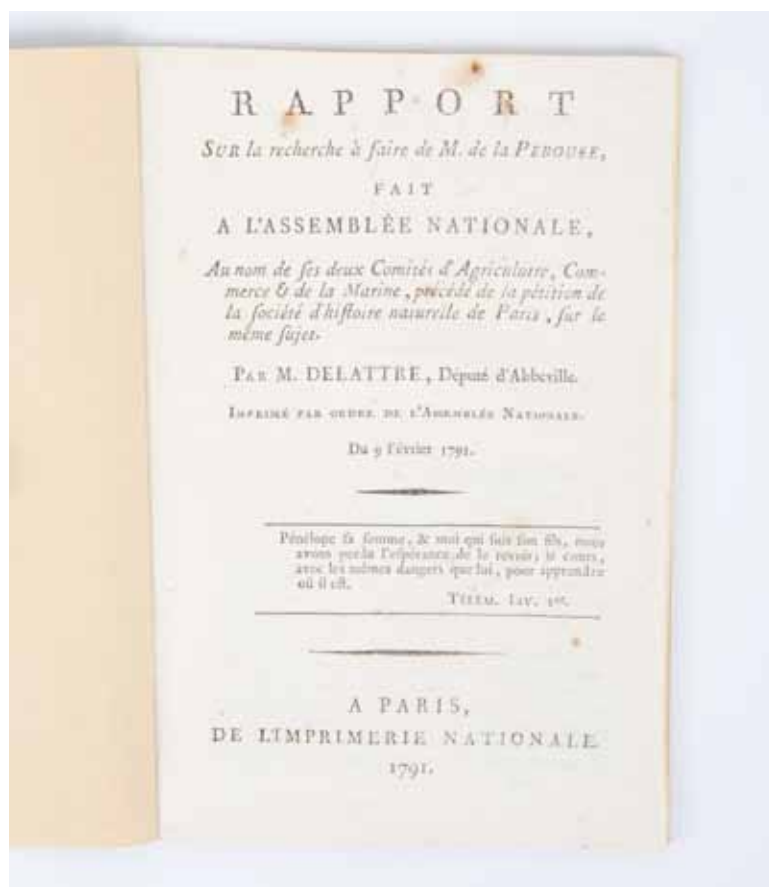 RAPPORT
SUR la recherche à faire de M. de la PEROUSE,
FAIT
A L'ASSEMBLÉE NATIONALE,
Au nom de ſes deux Comités d'Agriculture, Com-
merce & de la Marine, précédé de la pétition de
la ſociété d'hiſtoire naturelle de Paris, ſur le
même ſujet.
PAR M. DELATTRE, Député d'Abbeville.
IMPRIMÉ PAR ORDRE DE L'ASSEMBLÉE NATIONALE.
Du 9 Février 1791.
Pénélope ſa femme, & moi qui ſuis ſon fils, nous
avons perdu l'eſpérance de le revoir; je cours,
avec les mêmes dangers que lui, pour apprendre
où il eſt.
TÉLÉM. LIV. 1er.
A PARIS,
DE L'IMPRIMERIE NATIONALE.
1791.